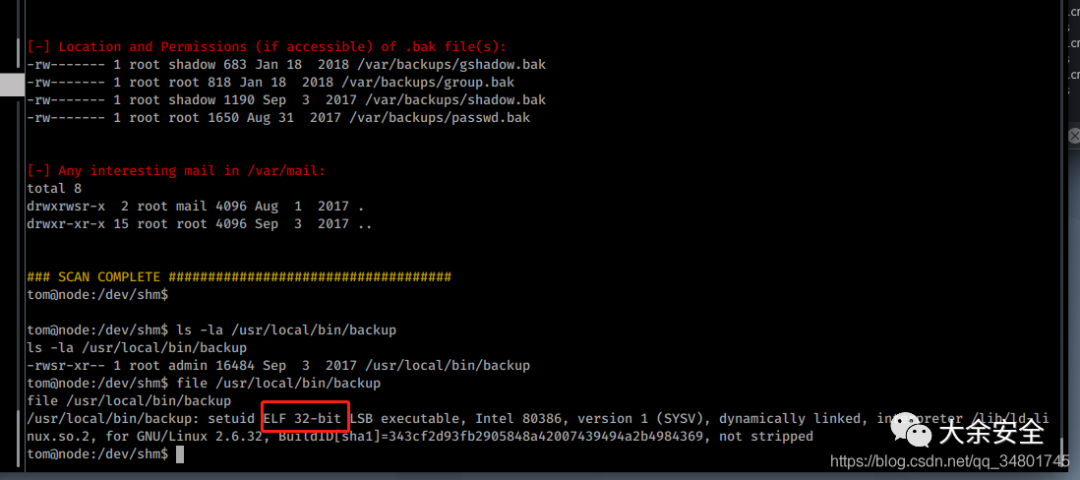 [-] Location and Permissions (if accessible) of .bak file(s):
-rw------- 1 root shadow 683 Jan 18  2018 /var/backups/gshadow.bak
-rw------- 1 root root 818 Jan 18  2018 /var/backups/group.bak
-rw------- 1 root shadow 1190 Sep  3  2017 /var/backups/shadow.bak
-rw------- 1 root root 1650 Aug 31  2017 /var/backups/passwd.bak
[-] Any interesting mail in /var/mail:
total 8
drwxrwsr-x  2 root mail 4096 Aug  1  2017 .
drwxr-xr-x 15 root root 4096 Sep  3  2017 ..
### SCAN COMPLETE ####################################
tom@node:/dev/shm$
tom@node:/dev/shm$ ls -la /usr/local/bin/backup
ls -la /usr/local/bin/backup
-rwsr-xr-- 1 root admin 16484 Sep  3  2017 /usr/local/bin/backup
tom@node:/dev/shm$ file /usr/local/bin/backup
file /usr/local/bin/backup
/usr/local/bin/backup: setuid ELF 32-bit LSB executable, Intel 80386, version 1 (SYSV), dynamically linked, interpreter /lib/ld-li
nux.so.2, for GNU/Linux 2.6.32, BuildID[sha1]=343cf2d93fb2905848a42007439494a2b4984369, not stripped
tom@node:/dev/shm$
大余安全
https://blog.csdn.net/qq_34801745